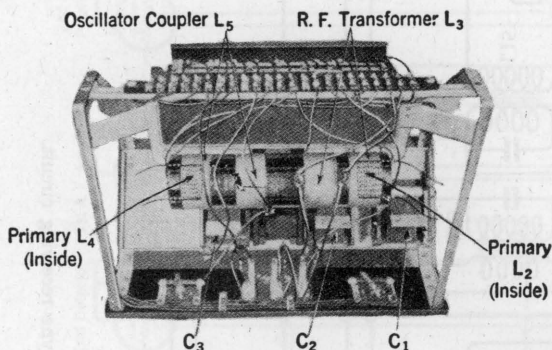 Oscillator Coupler L5
R. F. Transformer L3
Primary L4
(Inside)
Primary
L2
(Inside)
C3
C2
C1